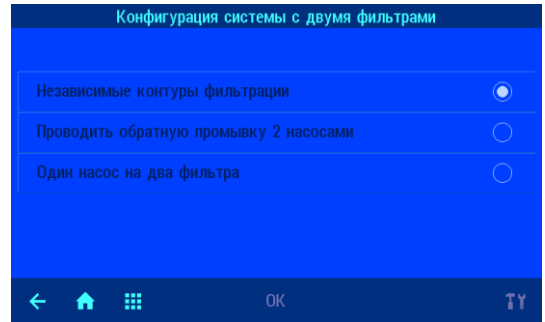 Конфигурация системы с двумя фильтрами
Независимые контуры фильтрации
Проводить обратную промывку 2 насосами
Один насос на два фильтра
OK